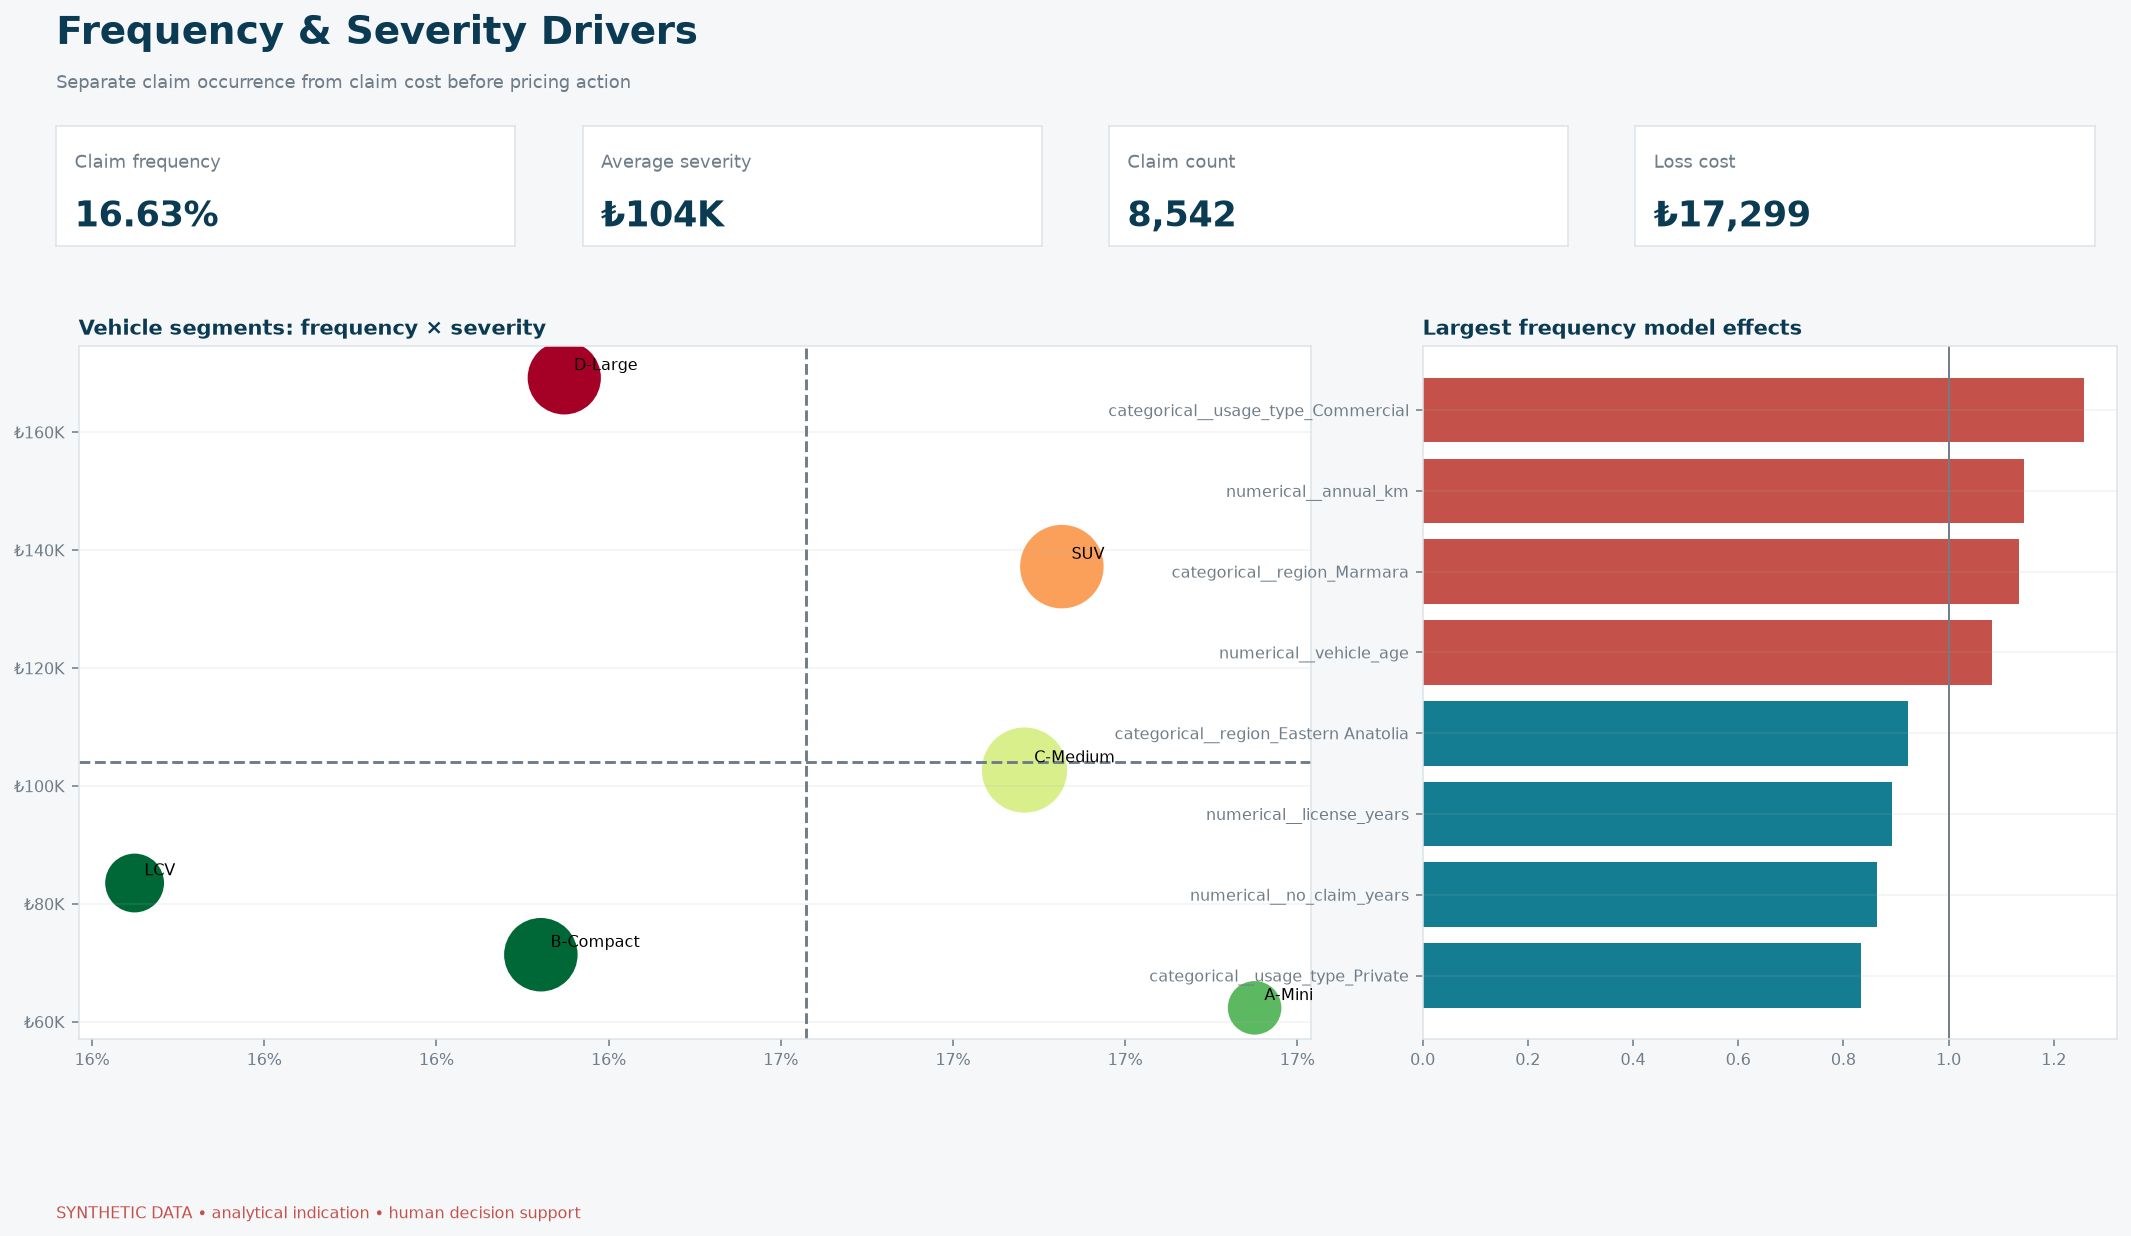 Frequency & Severity Drivers
Separate claim occurrence from claim cost before pricing action
Claim frequency
16.63%
Average severity
₺104K
Claim count
8,542
Loss cost
₺17,299
Vehicle segments: frequency × severity
D-Large
SUV
C-Medium
LCV
B-Compact
A-Mini
₺160K
₺140K
₺120K
₺100K
₺80K
₺60K
16% 16% 16% 16% 17% 17% 17% 17%
Largest frequency model effects
categorical__usage_type_Commercial
numerical__annual_km
categorical__region_Marmara
numerical__vehicle_age
categorical__region_Eastern Anatolia
numerical__license_years
numerical__no_claim_years
categorical__usage_type_Private
0.0 0.2 0.4 0.6 0.8 1.0 1.2
SYNTHETIC DATA • analytical indication • human decision support